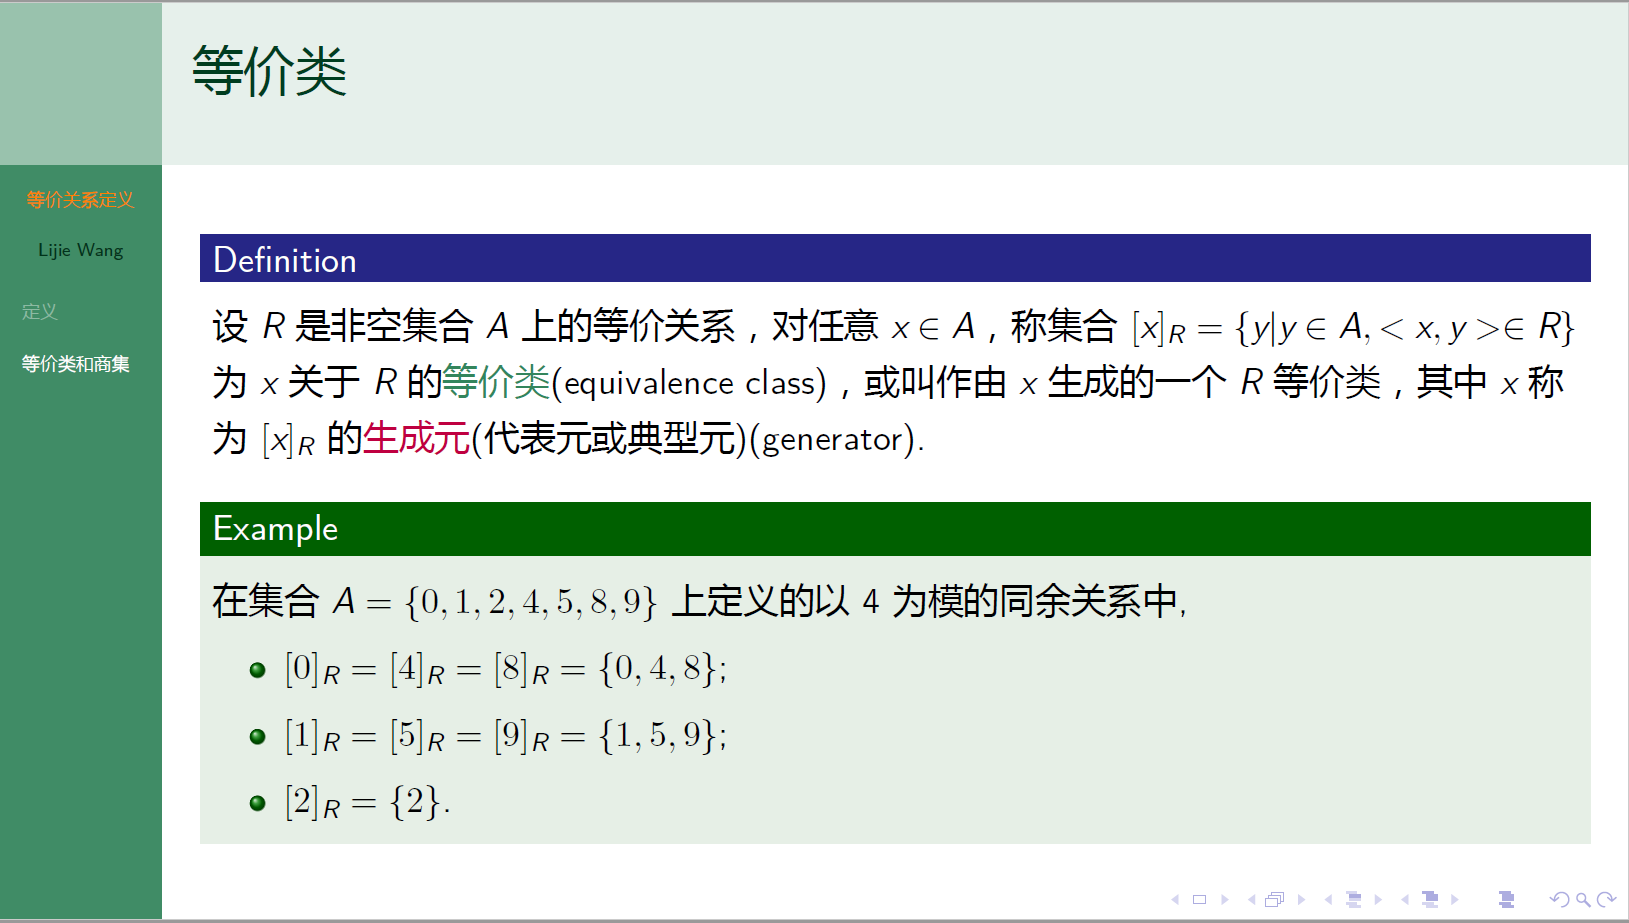 等价类
等价关系定义
Lijie Wang
定义
等价类和商集
Definition
设 R 是非空集合 A 上的等价关系，对任意 x ∈ A，称集合 [x]_R = {y|y ∈ A, < x, y >∈ R}
为 x 关于 R 的等价类(equivalence class)，或叫作由 x 生成的一个 R 等价类，其中 x 称
为 [x]_R 的生成元(代表元或典型元)(generator).
Example
在集合 A = {0, 1, 2, 4, 5, 8, 9} 上定义的以 4 为模的同余关系中,
[0]_R = [4]_R = [8]_R = {0, 4, 8};
[1]_R = [5]_R = [9]_R = {1, 5, 9};
[2]_R = {2}.